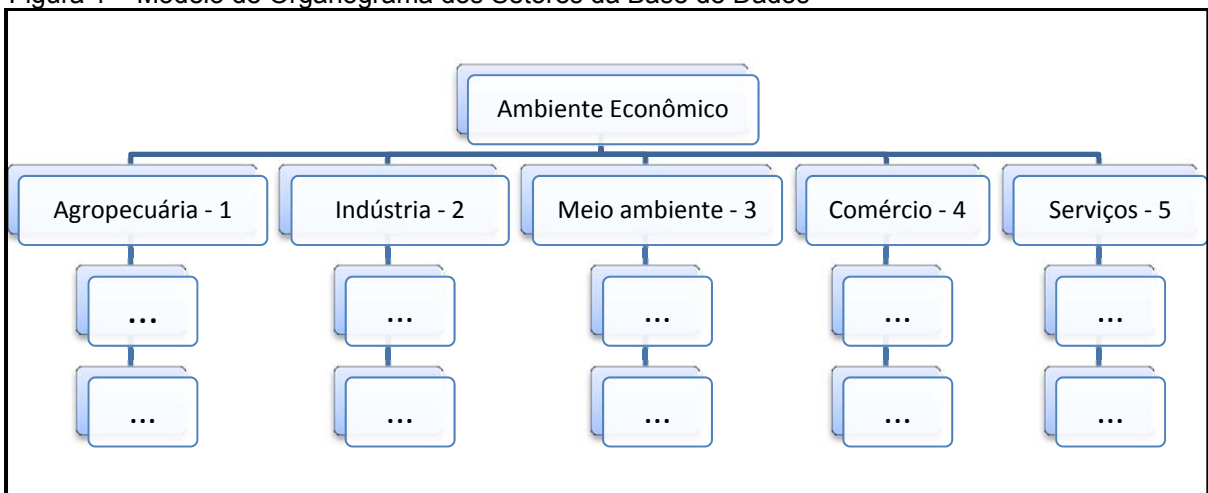 Figura 1 – Modelo de Organograma dos Setores da Base de Dados
Ambiente Econômico
Agropecuária - 1
Indústria - 2
Meio ambiente - 3
Comércio - 4
Serviços - 5
...
...
...
...
...
...
...
...
...
...